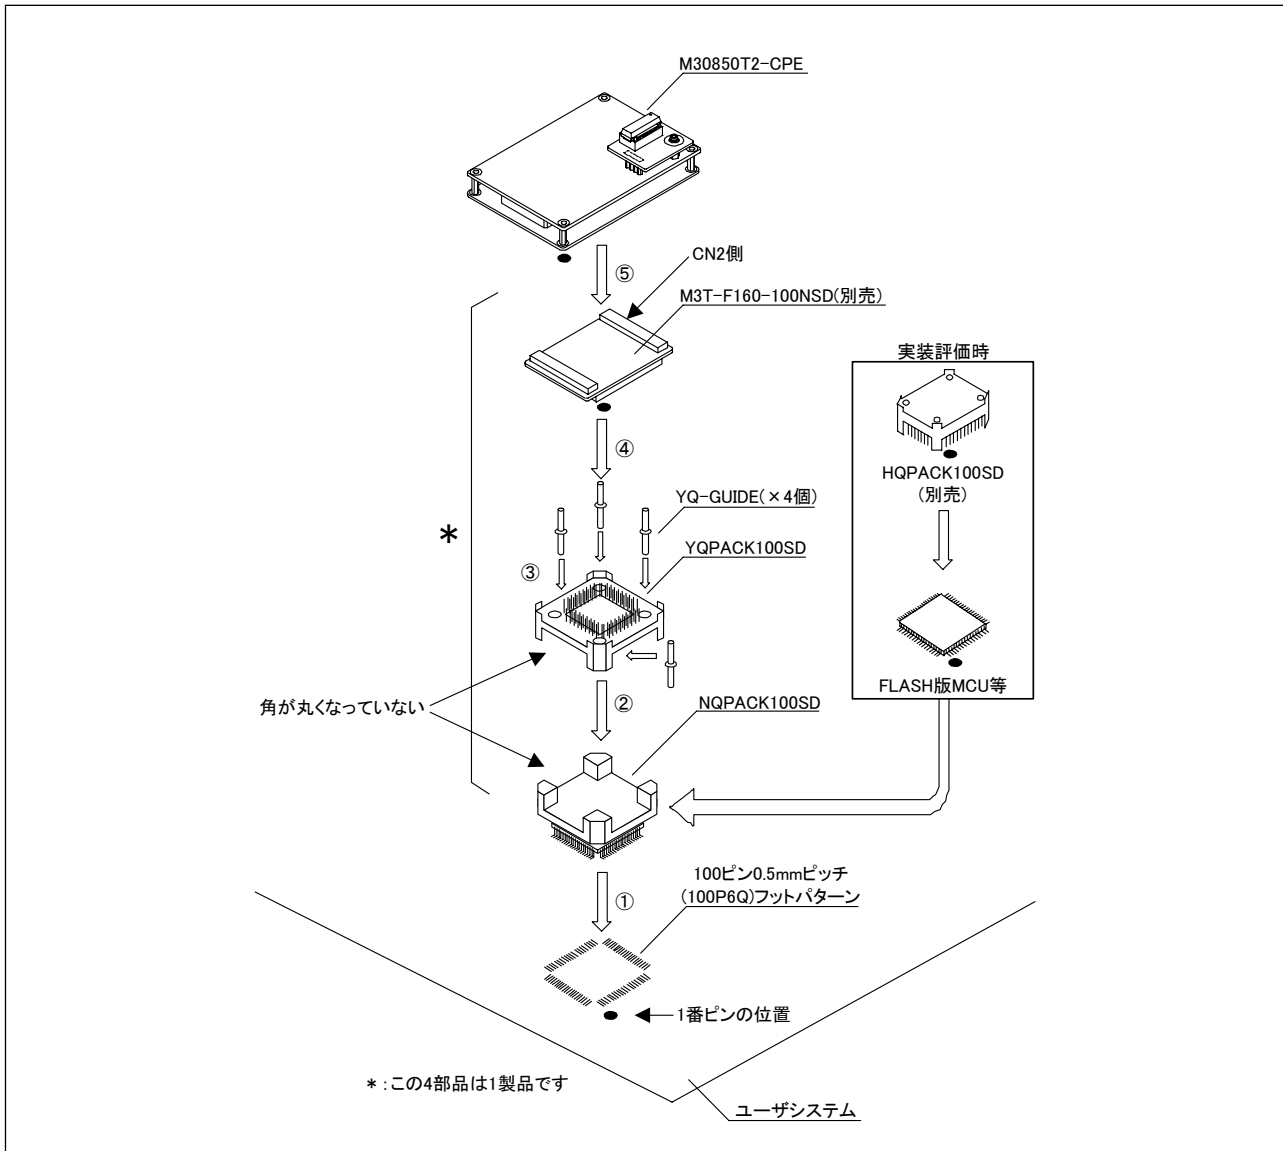 M30850T2-CPE
⑤
CN2側
M3T-F160-100NSD(別売)
実装評価時
④
HQPACK100SD
(別売)
YQ-GUIDE(×4個)
*
YQPACK100SD
③
FLASH版MCU等
角が丸くなっていない
②
NQPACK100SD
100ピン0.5mmピッチ
(100P6Q)フットパターン
①
1番ピンの位置
* :この4部品は1製品です
ユーザシステム